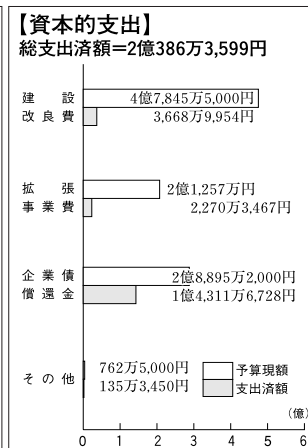 【資本的支出】
総支出済額＝2億386万3,599円
建設 4億7,845万5,000円
改良費 3,668万9,954円
拡張 2億1,257万円
事業費 2,270万3,467円
企業債 2億8,895万2,000円
償還金 1億4,311万6,728円
その他 762万5,000円
135万3,450円
予算現額
支出済額
(億)
0 1 2 3 4 5 6